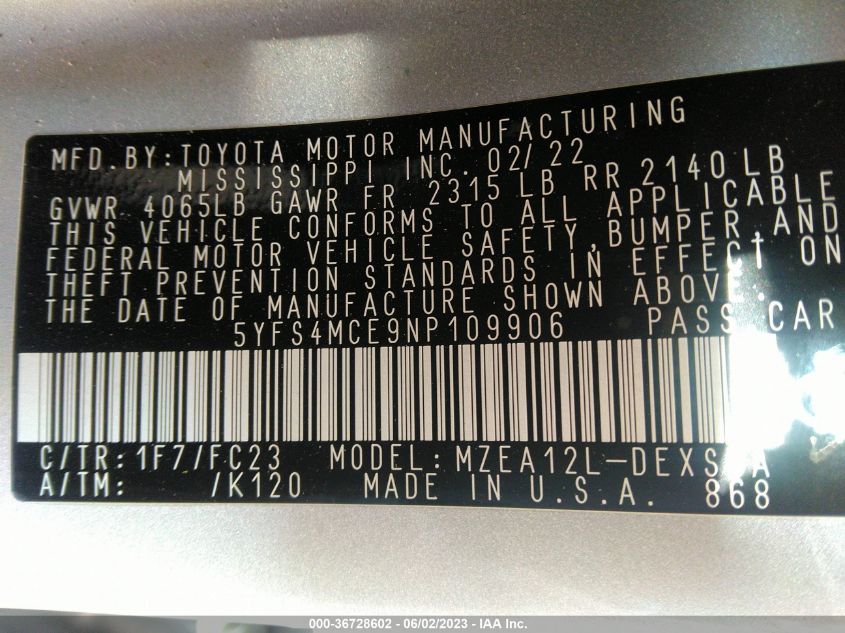 MFD.BY:TOYOTA MOTOR MANUFACTURING
MISSISSIPPI INC. 02/22
GVWR 4065LB GAWR FR 2315 LB RR 2140 LB
THIS VEHICLE CONFORMS TO ALL APPLICABLE
FEDERAL MOTOR VEHICLE SAFETY,BUMPER,AND
THEFT PREVENTION STANDARDS IN EFFECT ON
THE DATE OF MANUFACTURE SHOWN ABOVE.
5YFS4MCE9NP109906 PASS CAR
C/TR:1F7/FC23 MODEL:
A/TM: /K120 MADE IN U.S.A. 868
000-36728602 - 06/02/2023 - IAA Inc.